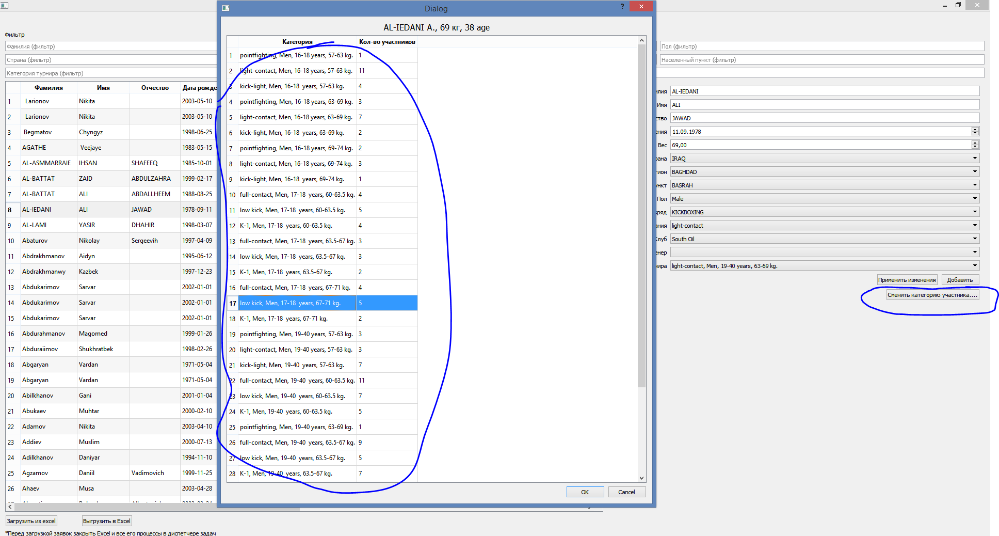 Dialog
?
AL-IEDANI A., 69 кг, 38 age
Категория Кол-во участников
1 pointfighting, Men, 16-18 years, 57-63 kg. 1
2 light-contact, Men, 16-18 years, 57-63 kg. 11
3 kick-light, Men, 16-18  years, 57-63 kg. 4
4 pointfighting, Men, 16-18 years, 63-69 kg. 3
5 light-contact, Men, 16-18 years, 63-69 kg. 7
6 kick-light, Men, 16-18  years, 63-69 kg. 2
7 pointfighting, Men, 16-18 years, 69-74 kg. 2
8 light-contact, Men, 16-18 years, 69-74 kg. 3
9 kick-light, Men, 16-18  years, 69-74 kg. 1
10 full-contact, Men, 17-18  years, 60-63.5 kg. 4
11 low kick, Men, 17-18  years, 60-63.5 kg. 5
12 K-1, Men, 17-18  years, 60-63.5 kg. 4
13 full-contact, Men, 17-18  years, 63.5-67 kg. 3
14 low kick, Men, 17-18  years, 63.5-67 kg. 3
15 K-1, Men, 17-18  years, 63.5-67 kg. 2
16 full-contact, Men, 17-18  years, 67-71 kg. 4
17 low kick, Men, 17-18  years, 67-71 kg. 5
18 K-1, Men, 17-18  years, 67-71 kg. 2
19 pointfighting, Men, 19-40 years, 57-63 kg. 3
20 light-contact, Men, 19-40 years, 57-63 kg. 3
21 kick-light, Men, 19-40  years, 57-63 kg. 7
22 full-contact, Men, 19-40  years, 60-63.5 kg. 11
23 low kick, Men, 19-40  years, 60-63.5 kg. 7
24 K-1, Men, 19-40  years, 60-63.5 kg. 5
25 pointfighting, Men, 19-40 years, 63-69 kg. 1
26 full-contact, Men, 19-40  years, 63.5-67 kg. 9
27 low kick, Men, 19-40  years, 63.5-67 kg. 5
28 K-1, Men, 19-40  years, 63.5-67 kg. 7
OK Cancel
Фильтр
Фамилия (фильтр)
Страна (фильтр)
Категория турнира (фильтр)
Фамилия Имя Отчество Дата рожде
1 Larionov Nikita 2003-05-10
2 Larionov Nikita 2003-05-10
3 Begmatov Chyngyz 1998-06-25
4 AGATHE Veejaye 1983-05-15
5 AL-ASMMARRAIE IHSAN SHAFEEQ 1985-10-01
6 AL-BATTAT ZAID ABDULZAHRA 1999-02-17
7 AL-BATTAT ALI ABDALLHEEM 1988-08-25
8 AL-IEDANI ALI JAWAD 1978-09-11
9 AL-LAMI YASIR DHAHIR 1998-03-07
10 Abaturov Nikolay Sergeevih 1997-04-09
11 Abdrakhmanov Aidyn 1995-06-12
12 Abdrakhmanwy Kazbek 1997-12-23
13 Abdukarimov Sarvar 2002-01-01
14 Abdukarimov Sarvar 2002-01-01
15 Abdukarimov Sarvar 2002-01-01
16 Abdurahmanov Magomed 1999-01-26
17 Abduraiimov Shukhratbek 1998-02-26
18 Abgaryan Vardan 1971-05-04
19 Abgaryan Vardan 1971-05-04
20 Abilkhanov Gani 2001-01-04
21 Abukaev Muhtar 2000-02-10
22 Adamov Nikita 2003-04-10
23 Addiev Muslim 2000-07-13
24 Adilkhanov Daniyar 1994-11-10
25 Agzamov Daniil Vadimovich 1999-11-25
26 Ahaev Musa 2003-04-28
Загрузить из excel Выгрузить в Excel
*Перед загрузкой заявок закрыть Excel и все его процессы в диспетчере задач
Пол (фильтр)
Населенный пункт (фильтр)
илия AL-IEDANI
Имя ALI
ство JAWAD
ения 11.09.1978
Вес 69,00
рана IRAQ
гион BAGHDAD
ункт BASRAH
Пол Male
зряд KICKBOXING
ания light-contact
Клуб South Oil
енер
нира light-contact, Men, 19-40 years, 63-69 kg.
Применить изменения Добавить
Сменить категорию участника....